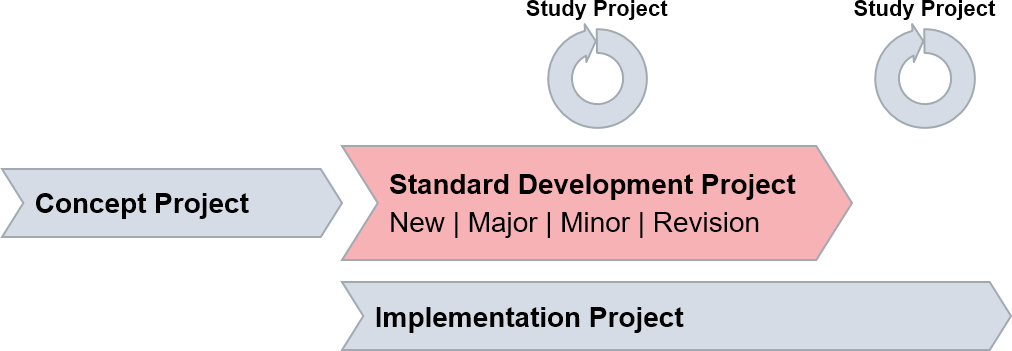 Study Project
Study Project
Concept Project
Standard Development Project
New | Major | Minor | Revision
Implementation Project